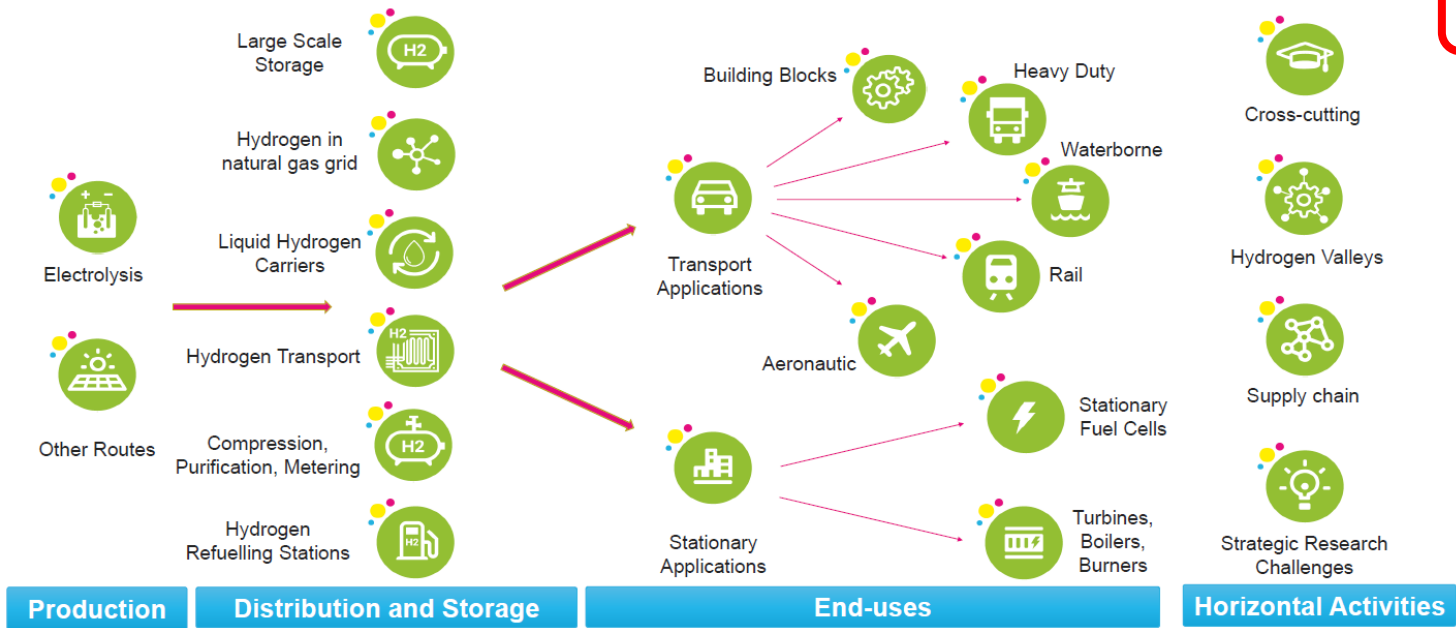 Electrolysis
Other Routes
Large Scale
Storage
H2
Hydrogen in
natural gas grid
Liquid Hydrogen
Carriers
Hydrogen Transport
H2
Compression,
Purification, Metering
H2
Hydrogen
Refuelling Stations
H2
Building Blocks
Heavy Duty
Waterborne
Transport
Applications
Rail
Aeronautic
Stationary
Fuel Cells
Stationary
Applications
Turbines,
Boilers,
Burners
Cross-cutting
Hydrogen Valleys
Supply chain
Strategic Research
Challenges
Production
Distribution and Storage
End-uses
Horizontal Activities